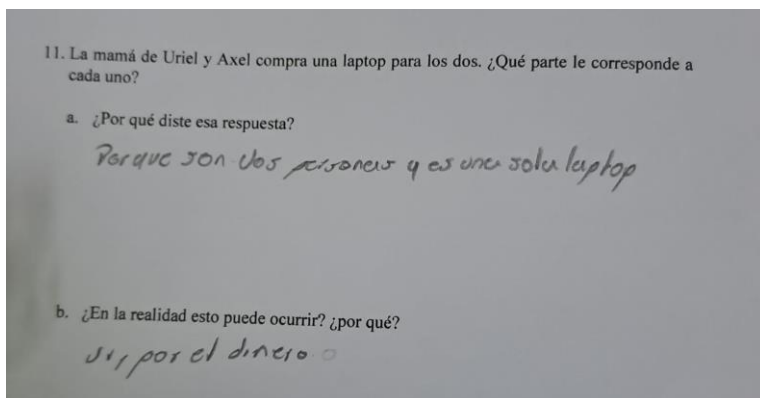 11. La mamá de Uriel y Axel compra una laptop para los dos. ¿Qué parte le corresponde a
cada uno?
a. ¿Por qué diste esa respuesta?
Porque son dos personas y es una sola laptop
b. ¿En la realidad esto puede ocurrir? ¿por qué?
si, por el dinero